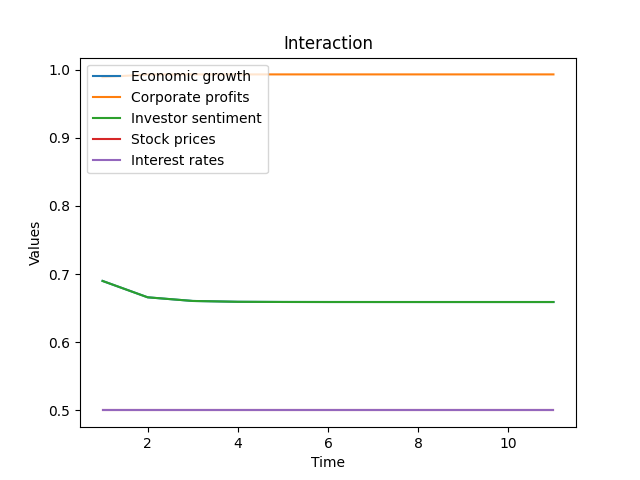 Interaction
Economic growth
Corporate profits
Investor sentiment
Stock prices
Interest rates
Values
1.0
0.9
0.8
0.7
0.6
0.5
2 4 6 8 10
Time